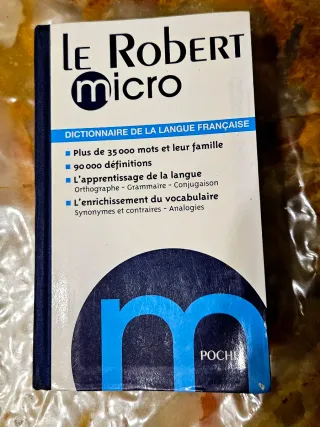 le Robert
micro
DICTIONNAIRE DE LA LANGUE FRANÇAISE
Plus de 35 000 mots et leur famille
90 000 définitions
L'apprentissage de la langue
Orthographe - Grammaire - Conjugaison
L'enrichissement du vocabulaire
Synonymes et contraires - Analogies
m
POCHE